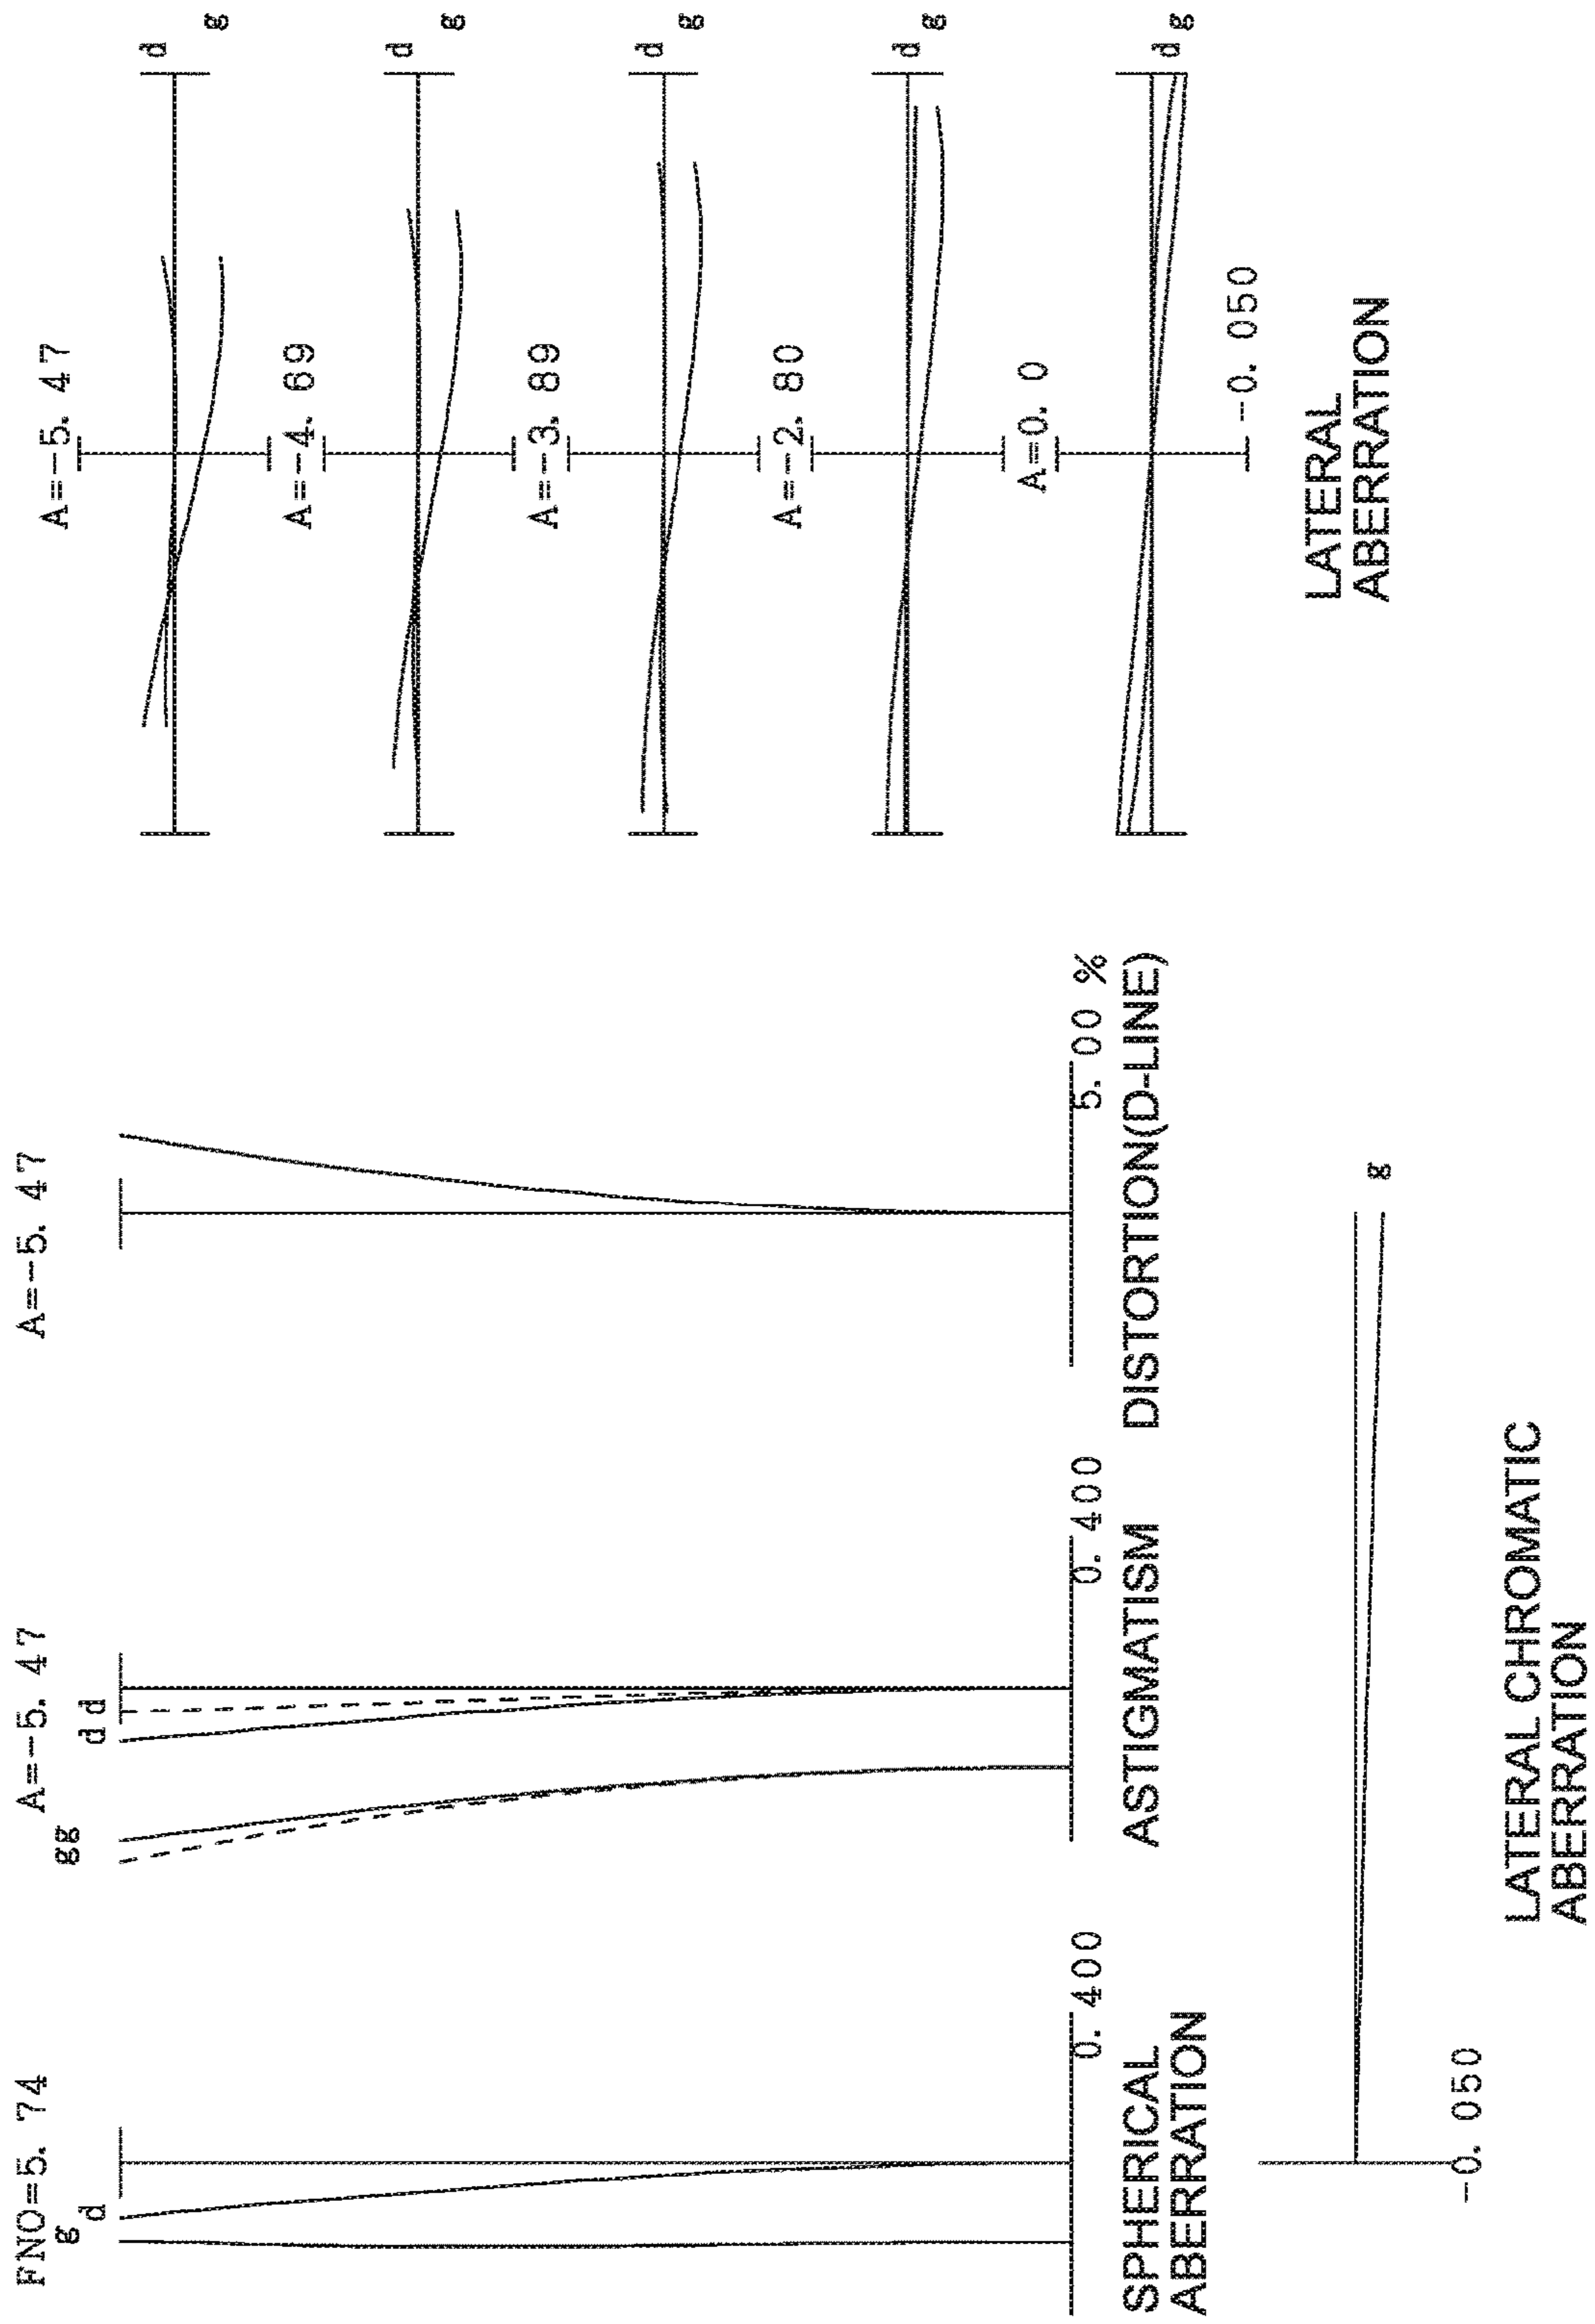 FNO=5. 74
g
d
0. 400
SPHERICAL
ABERRATION
A=-5. 47
gg
d d
0. 400
ASTIGMATISM
A=-5. 47
5. 00 %
DISTORTION(D-LINE)
g
-0. 050
LATERAL CHROMATIC
ABERRATION
A=-5. 47
d
g
A=-4. 69
d
g
A=-3. 89
d
g
A=-2. 80
d
g
A=0. 0
d
g
-0. 050
LATERAL
ABERRATION